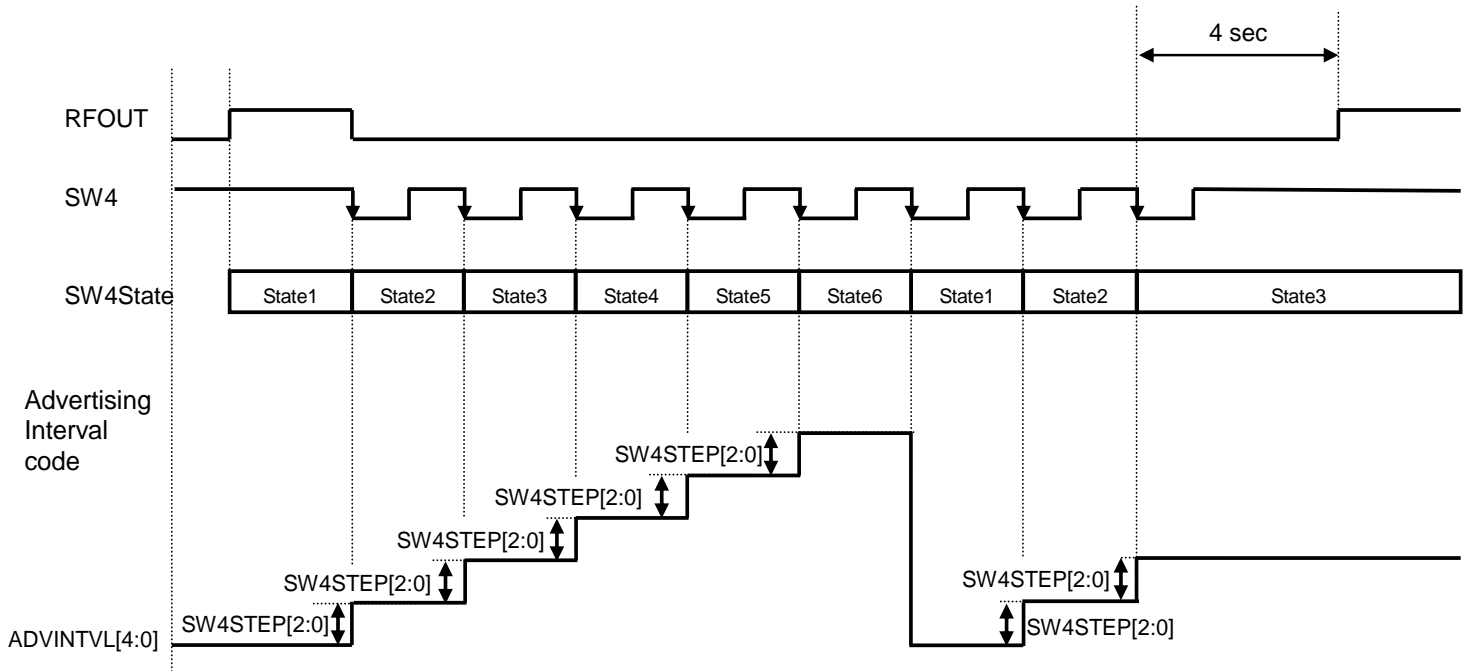 4 sec
RFOUT
SW4
SW4State
State1
State2
State3
State4
State5
State6
State1
State2
State3
Advertising
Interval
code
SW4STEP[2:0]
SW4STEP[2:0]
SW4STEP[2:0]
SW4STEP[2:0]
SW4STEP[2:0]
SW4STEP[2:0]
SW4STEP[2:0]
ADVINTVL[4:0]